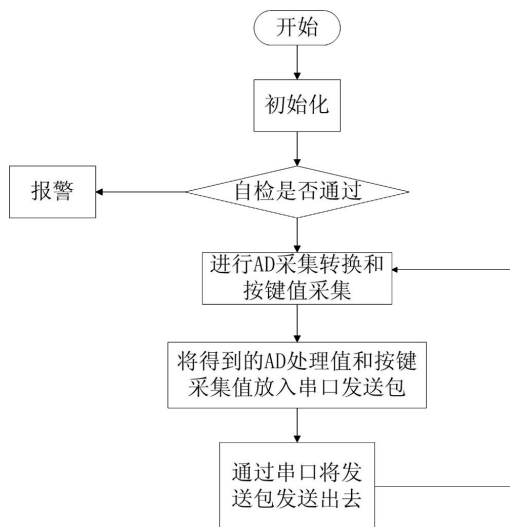 开始
初始化
自检是否通过
报警
进行AD采集转换和
按键值采集
将得到的AD处理值和按键
采集值放入串口发送包
通过串口将发
送包发送出去